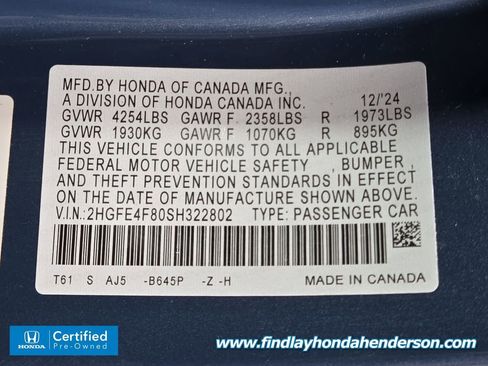 MFD.BY HONDA OF CANADA MFG.,
A DIVISION OF HONDA CANADA INC. 12/'24
GVWR 4254LBS GAWR F 2358LBS R 1973LBS
GVWR 1930KG GAWR F 1070KG R 895KG
THIS VEHICLE CONFORMS TO ALL APPLICABLE
FEDERAL MOTOR VEHICLE SAFETY , BUMPER ,
AND THEFT PREVENTION STANDARDS IN EFFECT
ON THE DATE OF MANUFACTURE SHOWN ABOVE.
V.I.N.:2HGFE4F80SH322802 TYPE: PASSENGER CAR
T61 S AJ5 -B645P -Z -H MADE IN CANADA
HONDA
Certified
Pre-Owned
www.findlayhondahenderson.com